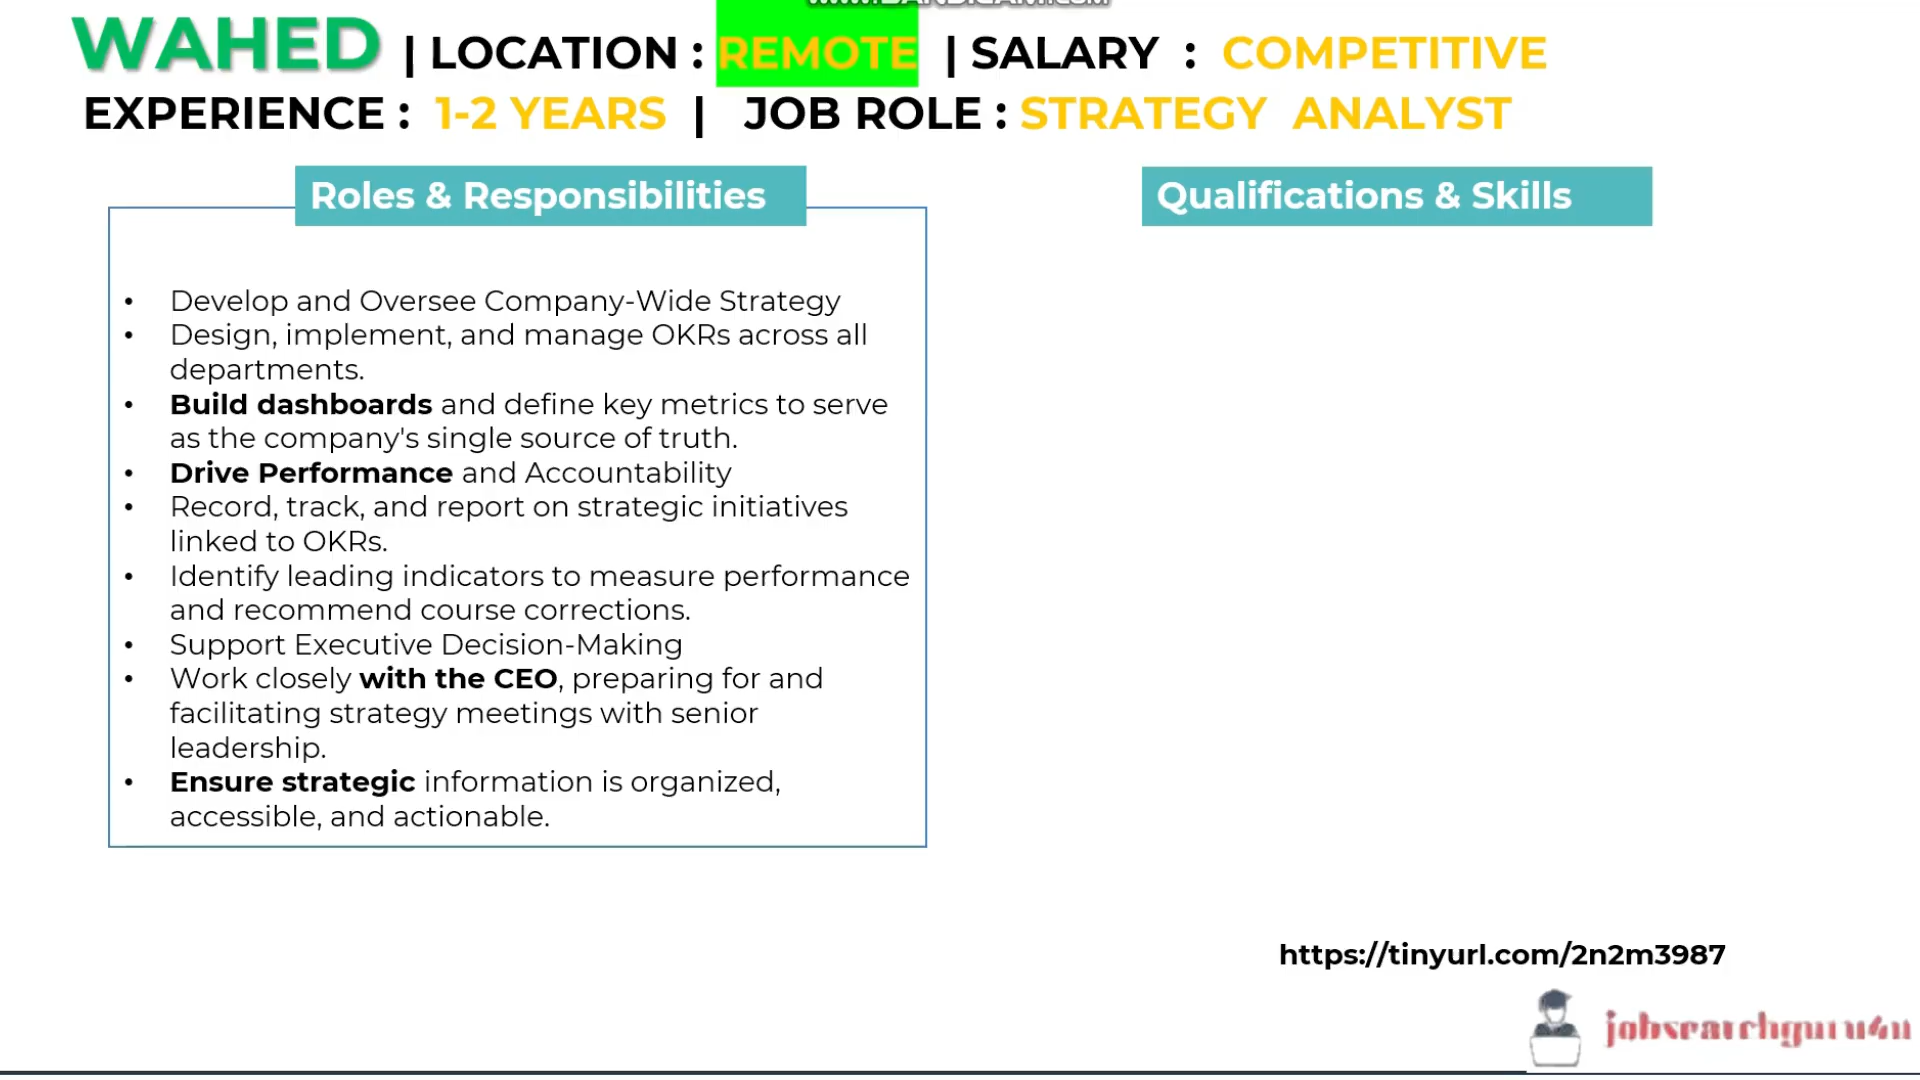 www.BANDICAM.com
WAHED | LOCATION : REMOTE | SALARY : COMPETITIVE
EXPERIENCE : 1-2 YEARS | JOB ROLE : STRATEGY ANALYST
Roles & Responsibilities
• Develop and Oversee Company-Wide Strategy
• Design, implement, and manage OKRs across all
departments.
• Build dashboards and define key metrics to serve
as the company's single source of truth.
• Drive Performance and Accountability
• Record, track, and report on strategic initiatives
linked to OKRs.
• Identify leading indicators to measure performance
and recommend course corrections.
• Support Executive Decision-Making
• Work closely with the CEO, preparing for and
facilitating strategy meetings with senior
leadership.
• Ensure strategic information is organized,
accessible, and actionable.
Qualifications & Skills
https://tinyurl.com/2n2m3987
jobsearchguru4u